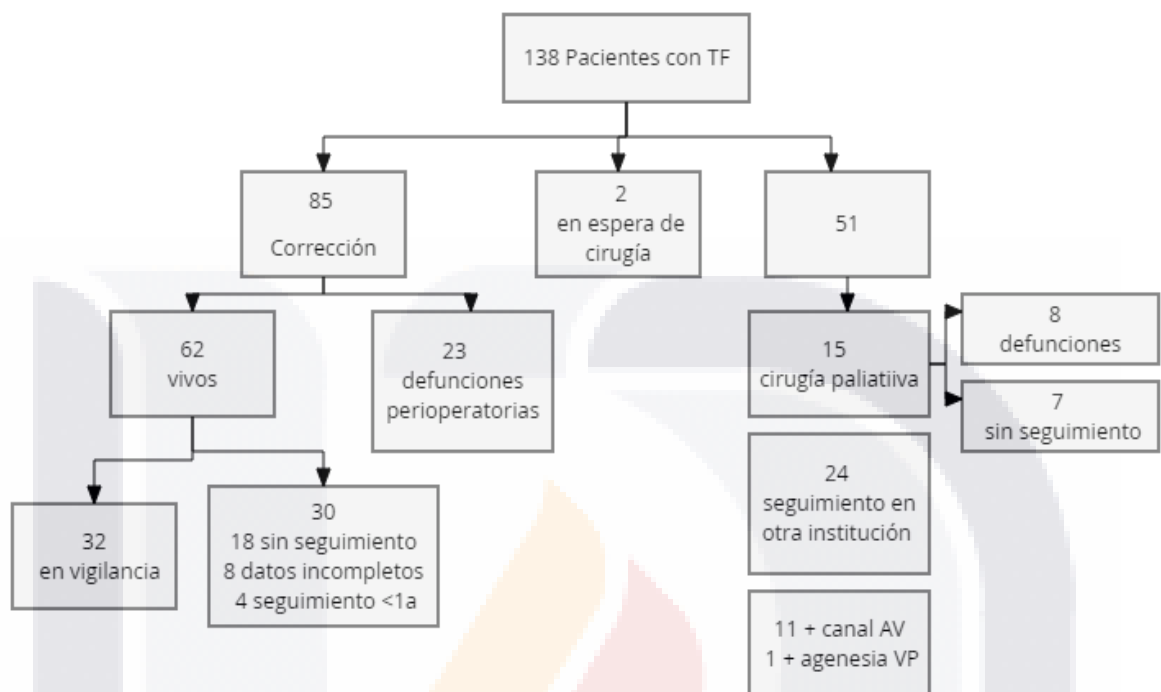 138 Pacientes con TF
85
Corrección
2
en espera de
cirugía
51
62
vivos
23
defunciones
perioperatorias
15
cirugía paliatiiva
8
defunciones
7
sin seguimiento
32
en vigilancia
30
18 sin seguimiento
8 datos incompletos
4 seguimiento <1a
24
seguimiento en
otra institución
11 + canal AV
1 + agenesia VP